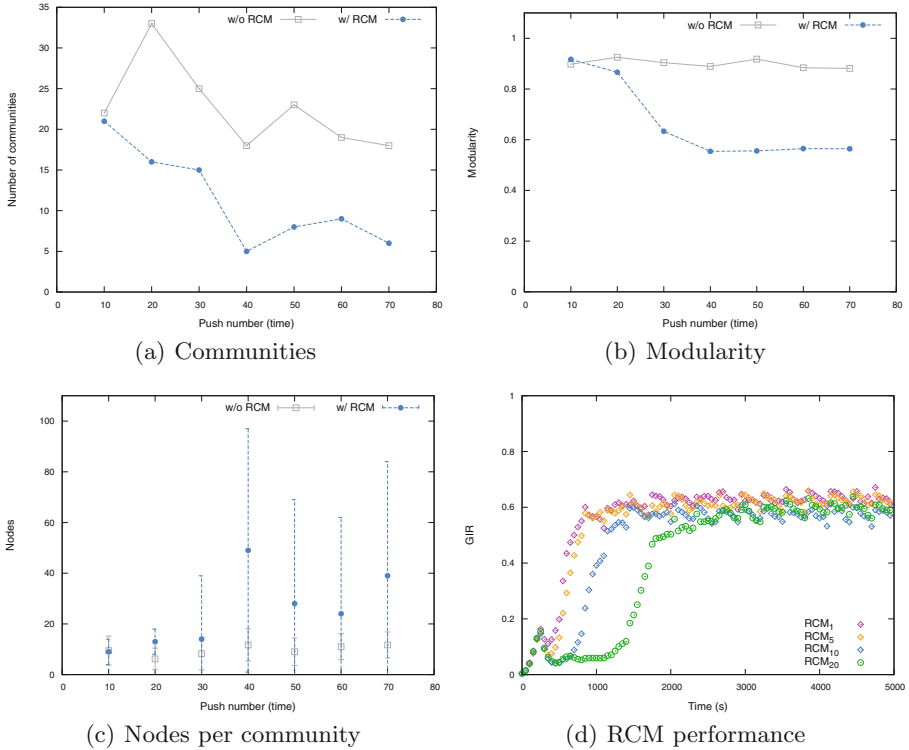 w/o RCM w/ RCM
35
30
25
20
15
10
5
0
0 10 20 30 40 50 60 70 80
Number of communities
Push number (time)
(a) Communities
w/o RCM w/ RCM
1
0.8
0.6
0.4
0.2
0
0 10 20 30 40 50 60 70 80
Modularity
Push number (time)
(b) Modularity
w/o RCM w/ RCM
100
80
60
40
20
0
0 10 20 30 40 50 60 70 80
Nodes
Push number (time)
(c) Nodes per community
1
0.8
0.6
0.4
0.2
0
0 1000 2000 3000 4000 5000
GIR
Time (s)
RCM₁
RCM₅
RCM₁₀
RCM₂₀
(d) RCM performance